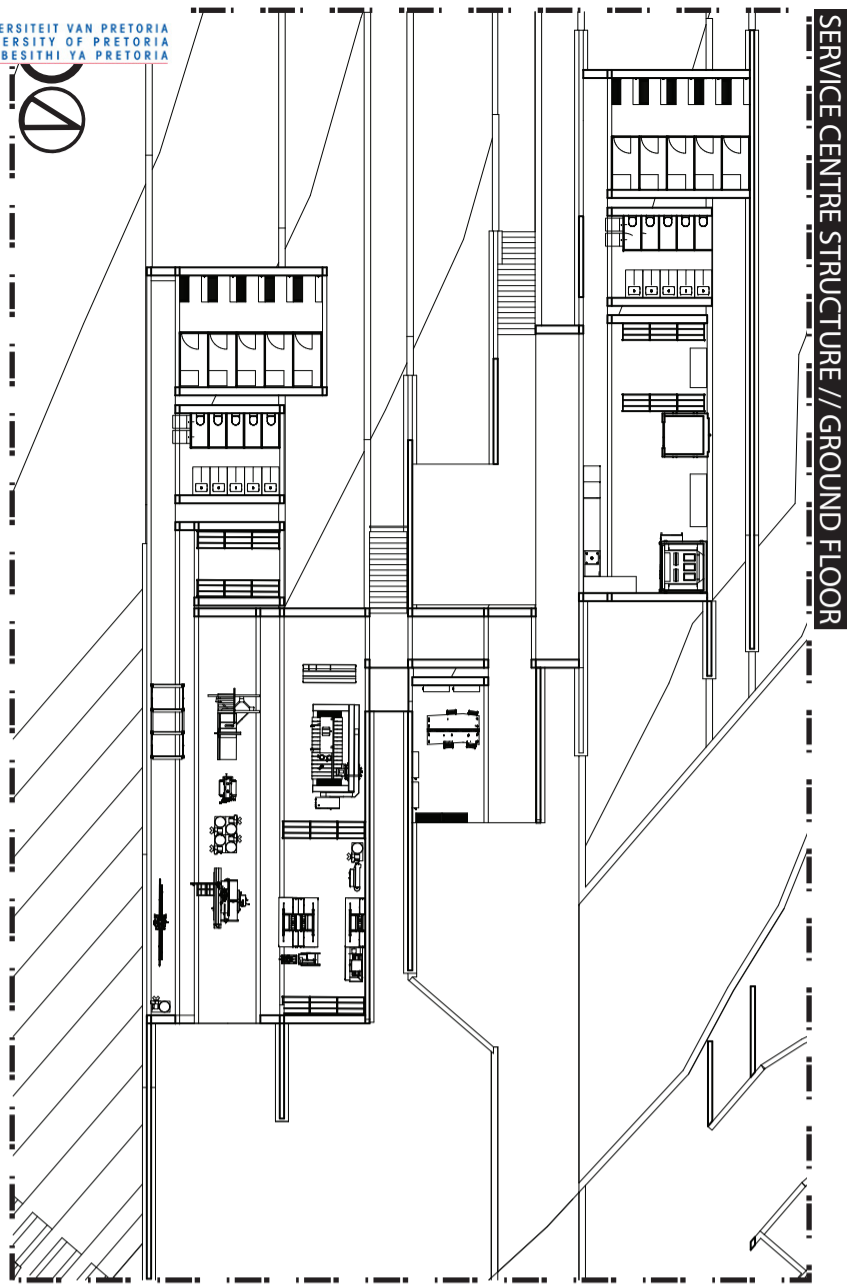 ERSITEIT VAN PRETORIA
ERSITY OF PRETORIA
BESITHI YA PRETORIA
SERVICE CENTRE STRUCTURE // GROUND FLOOR